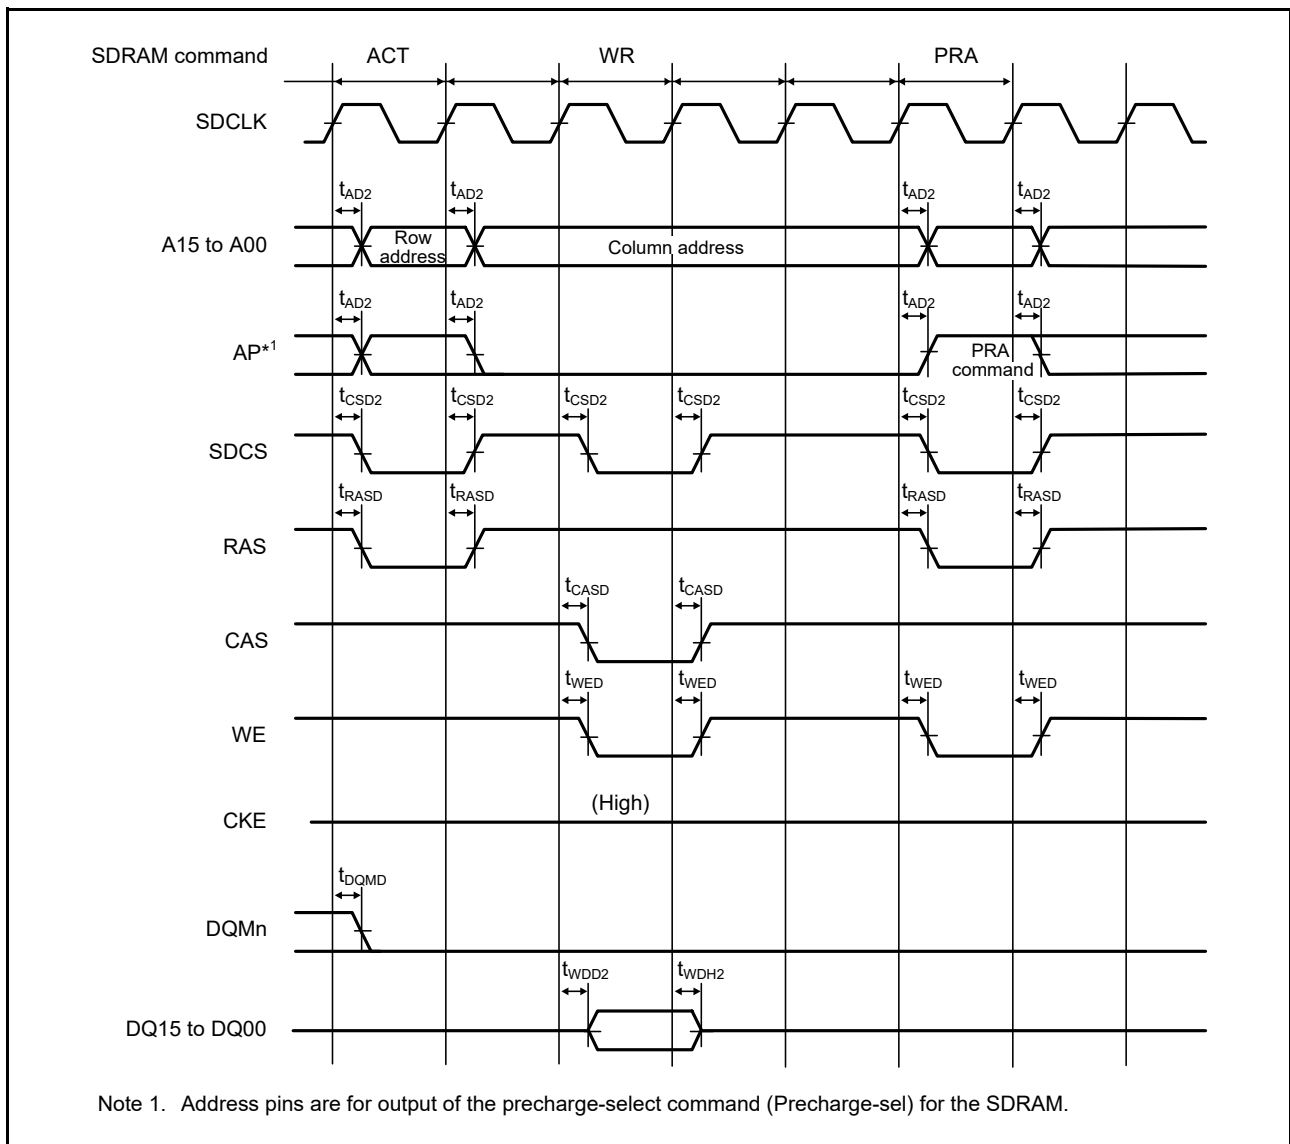 SDRAM command ACT WR PRA
SDCLK
tAD2 tAD2 tAD2 tAD2
A15 to A00 Row address Column address
tAD2 tAD2 tAD2 tAD2
AP*1 PRA command
tCSD2 tCSD2 tCSD2 tCSD2 tCSD2 tCSD2
SDCS
tRASD tRASD tRASD tRASD
RAS
tCASD tCASD
CAS
tWED tWED tWED tWED
WE
(High)
CKE
tDQMD
DQMn
tWDD2 tWDH2
DQ15 to DQ00
Note 1. Address pins are for output of the precharge-select command (Precharge-sel) for the SDRAM.